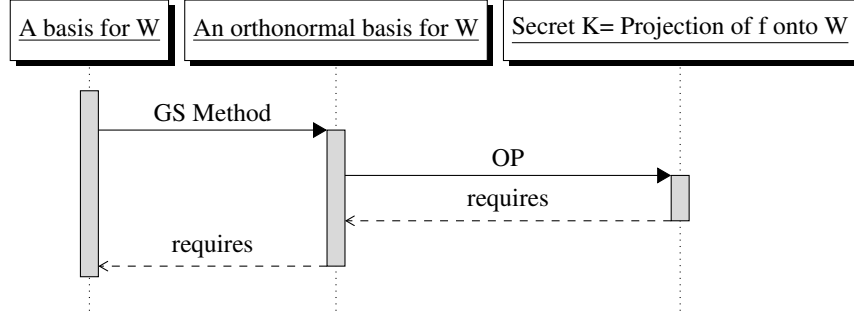 A basis for W
An orthonormal basis for W
Secret K= Projection of f onto W
GS Method
OP
requires
requires